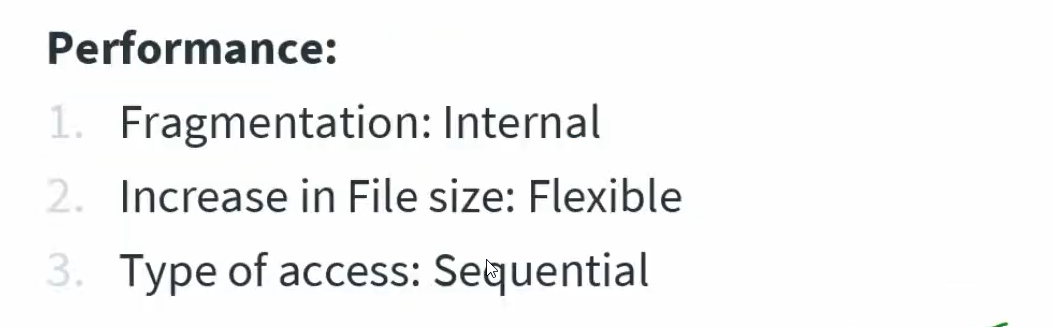 Performance:
1. Fragmentation: Internal
2. Increase in File size: Flexible
3. Type of access: Sequential